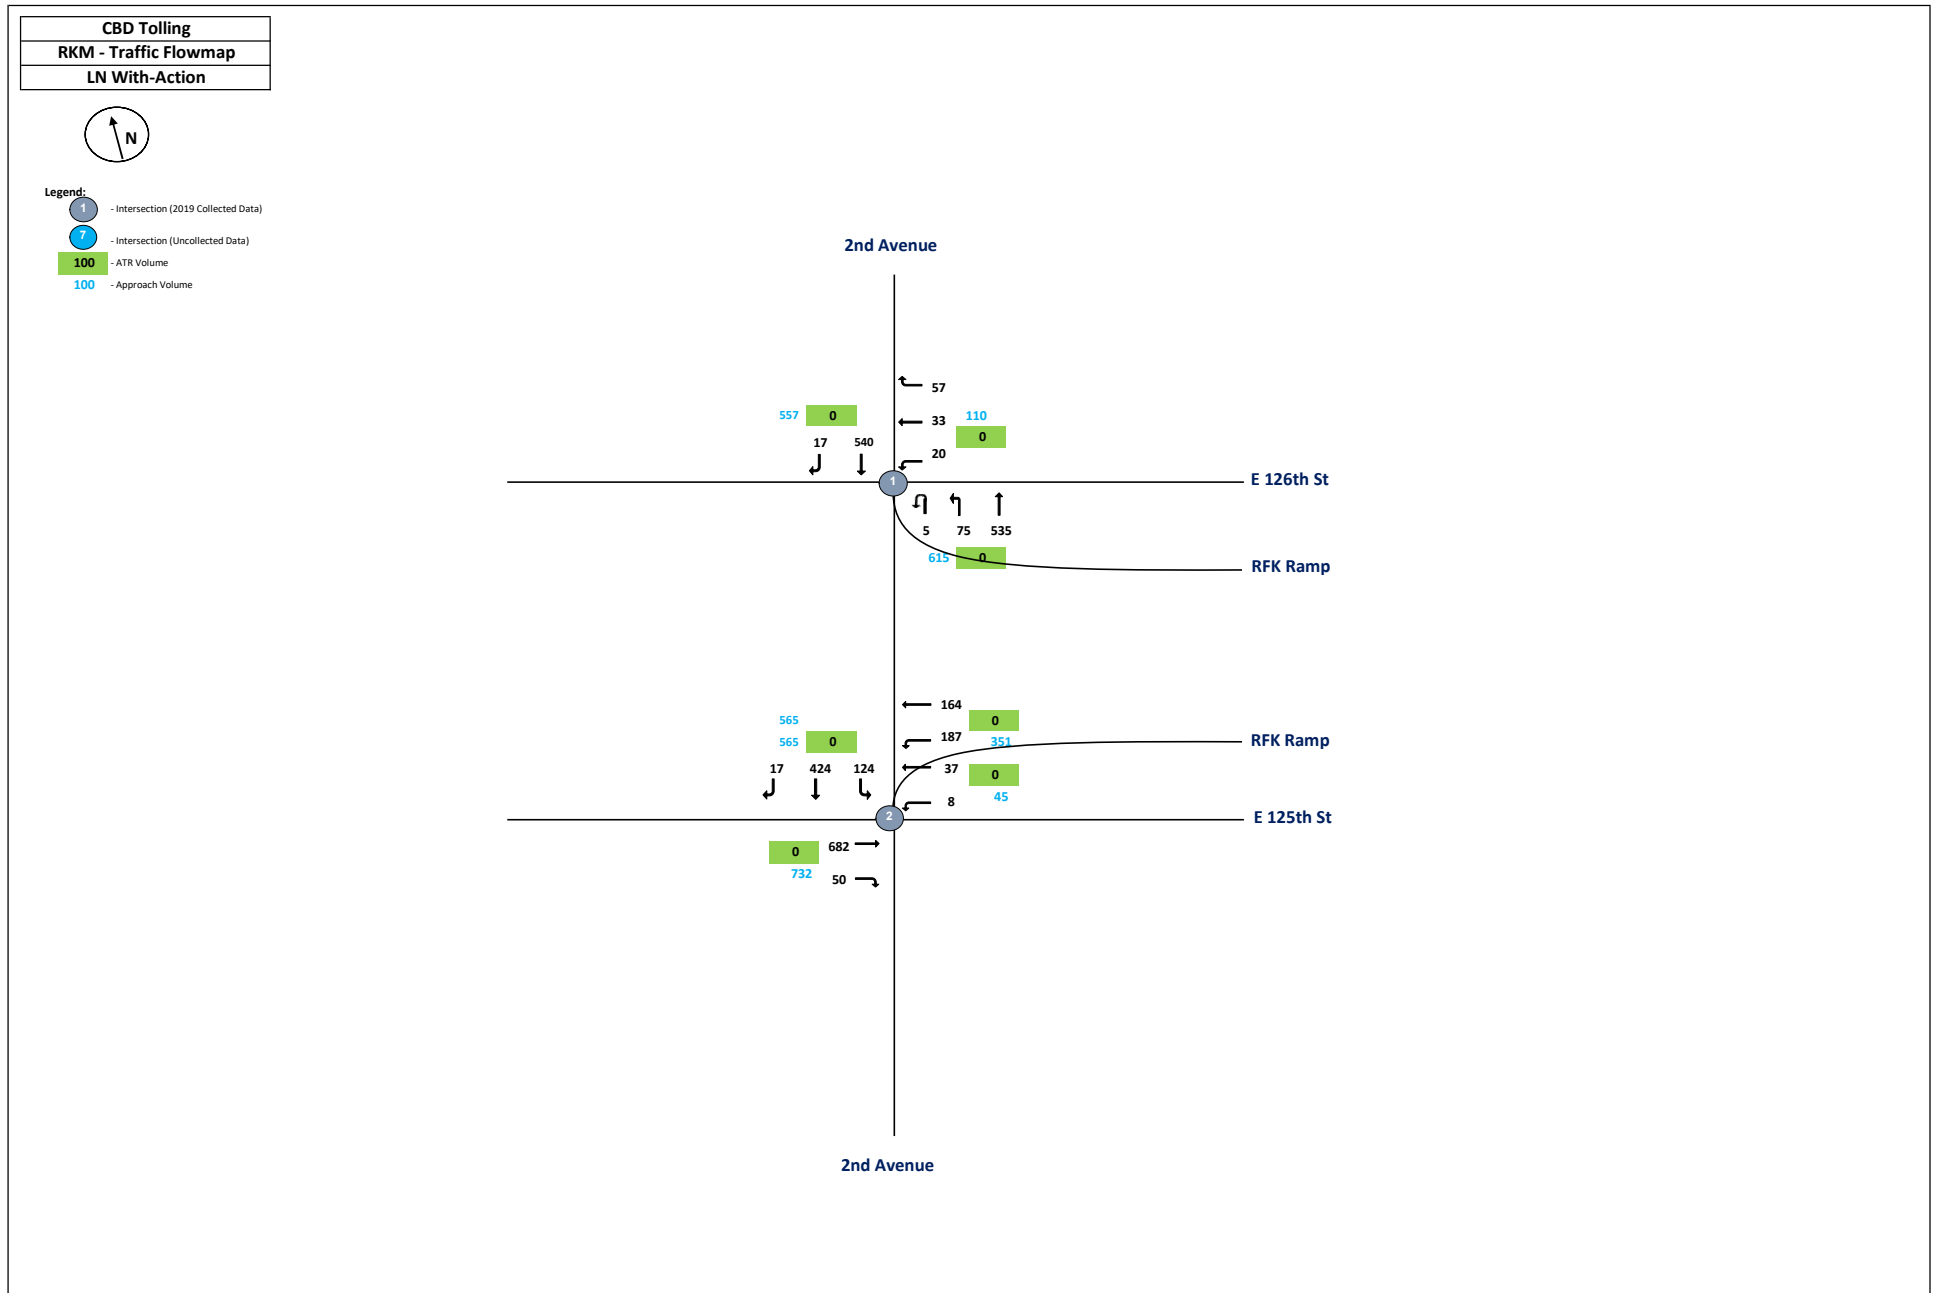 CBD Tolling
RKM - Traffic Flowmap
LN With-Action
N
Legend:
1 - Intersection (2019 Collected Data)
7 - Intersection (Uncollected Data)
100 - ATR Volume
100 - Approach Volume
2nd Avenue
57
557 0 33 110
0
17 540
20
1 E 126th St
5 75 535
615 0
RFK Ramp
164
565 0
565 0 187 351
RFK Ramp
17 424 124 37 0
8 45
2 E 125th St
0 682
732 50
2nd Avenue